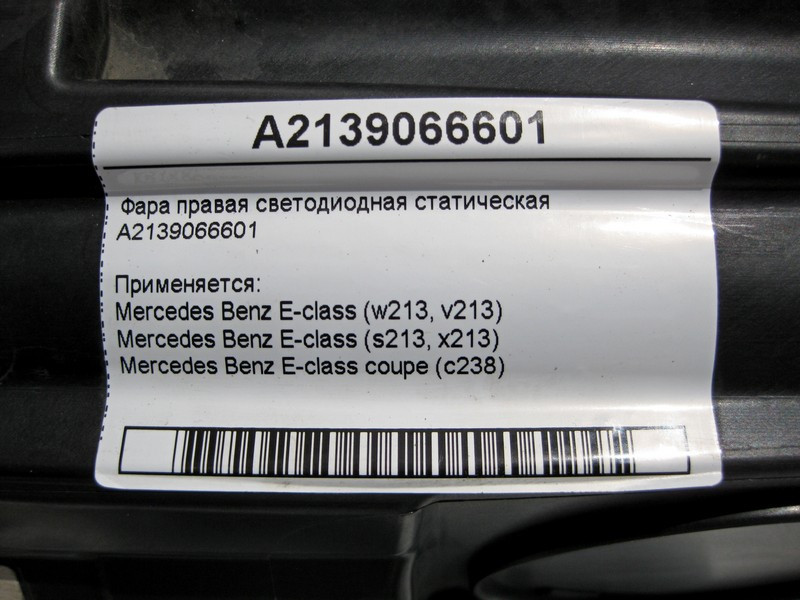 A2139066601
Фара правая светодиодная статическая
A2139066601
Применяется:
Mercedes Benz E-class (w213, v213)
Mercedes Benz E-class (s213, x213)
Mercedes Benz E-class coupe (c238)